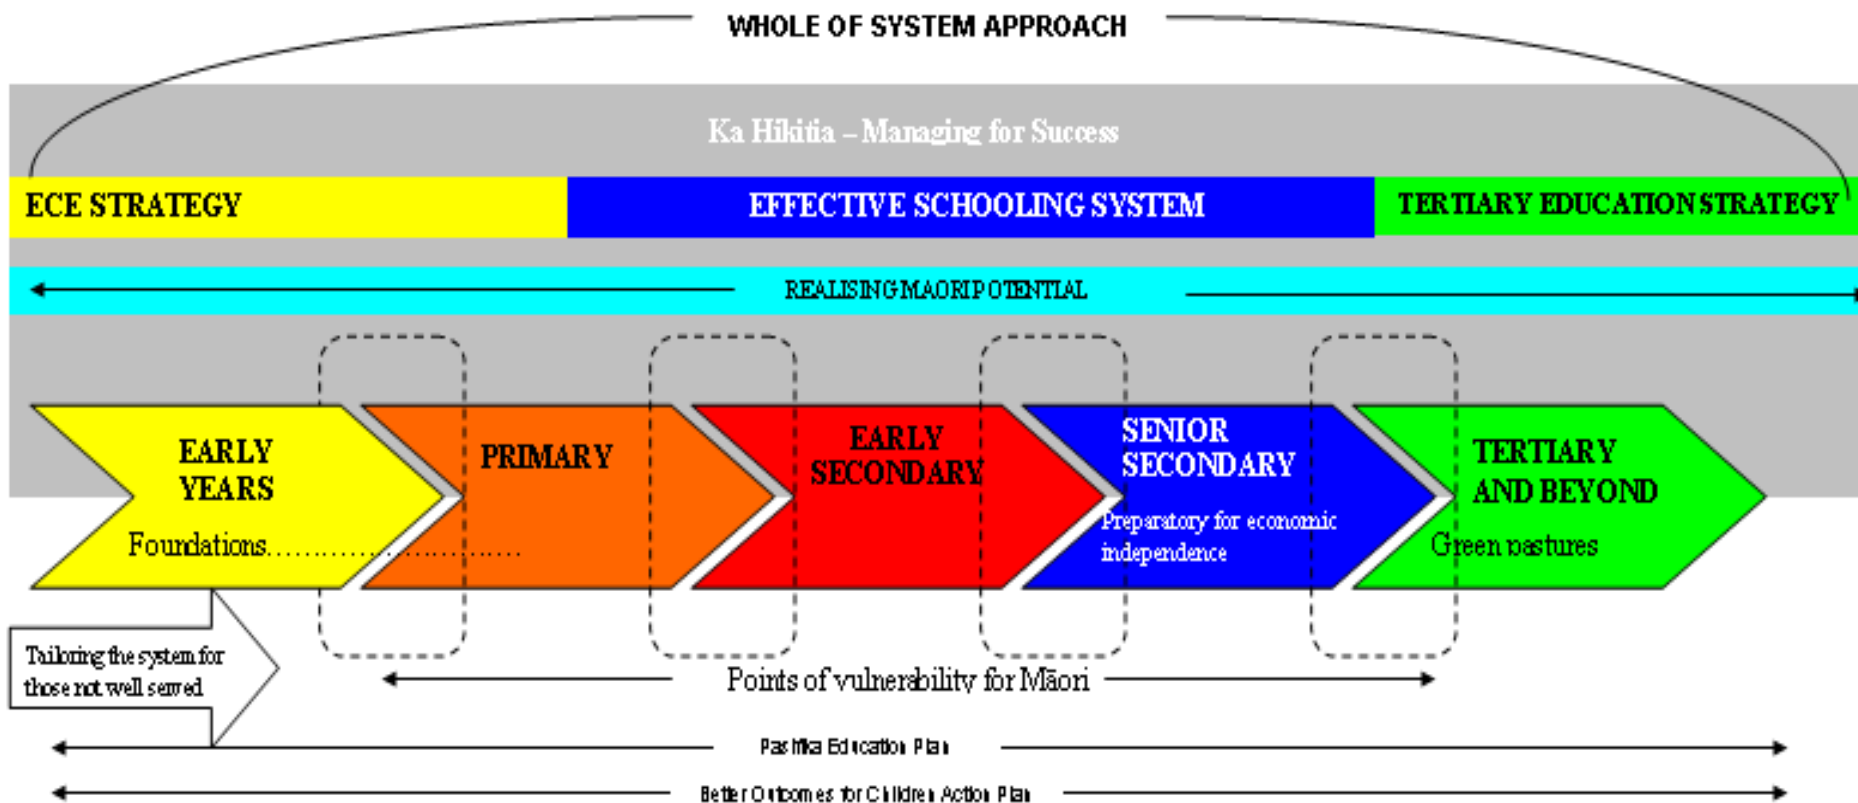 WHOLE OF SYSTEM APPROACH
Ka Hikitia – Managing for Success
ECE STRATEGY
EFFECTIVE SCHOOLING SYSTEM
TERTIARY EDUCATION STRATEGY
REALISING MAORI POTENTIAL
EARLY
YEARS
Foundations...........................
PRIMARY
EARLY
SECONDARY
SENIOR
SECONDARY
Preparatory for economic
independence
TERTIARY
AND BEYOND
Green pastures
Tailoring the system for
those not well served
Points of vulnerability for Māori
Pasifika Education Plan
Better Outcomes for Children Action Plan